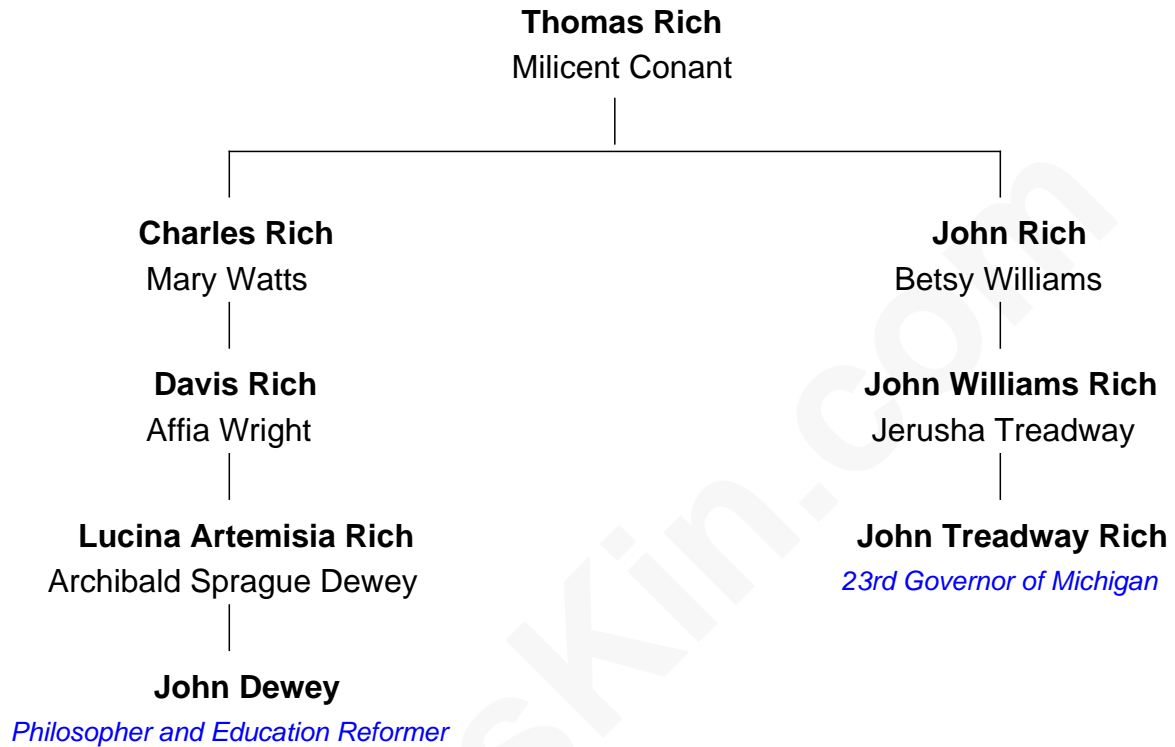 Thomas Rich
Milicent Conant
Charles Rich
Mary Watts
John Rich
Betsy Williams
Davis Rich
Affia Wright
John Williams Rich
Jerusha Treadway
Lucina Artemisia Rich
Archibald Sprague Dewey
John Treadway Rich
23rd Governor of Michigan
John Dewey
Philosopher and Education Reformer
sKin.com